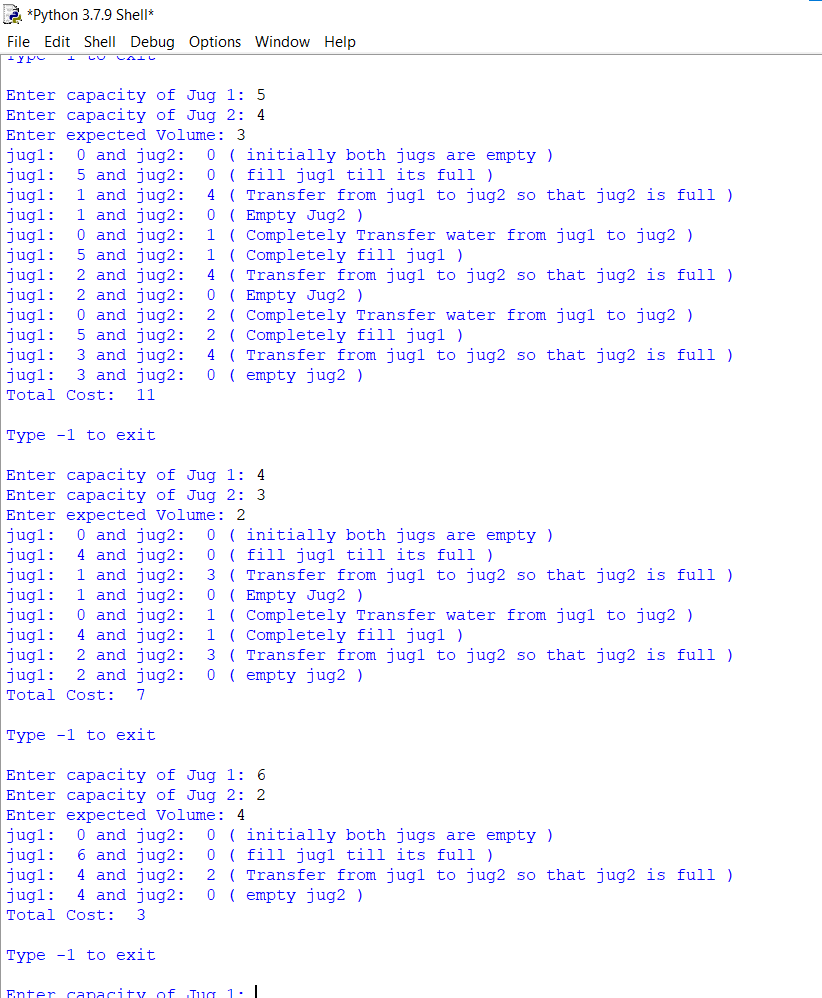 *Python 3.7.9 Shell*
File Edit Shell Debug Options Window Help
Type -1 to exit
Enter capacity of Jug 1: 5
Enter capacity of Jug 2: 4
Enter expected Volume: 3
jug1:  0 and jug2:  0 ( initially both jugs are empty )
jug1:  5 and jug2:  0 ( fill jug1 till its full )
jug1:  1 and jug2:  4 ( Transfer from jug1 to jug2 so that jug2 is full )
jug1:  1 and jug2:  0 ( Empty Jug2 )
jug1:  0 and jug2:  1 ( Completely Transfer water from jug1 to jug2 )
jug1:  5 and jug2:  1 ( Completely fill jug1 )
jug1:  2 and jug2:  4 ( Transfer from jug1 to jug2 so that jug2 is full )
jug1:  2 and jug2:  0 ( Empty Jug2 )
jug1:  0 and jug2:  2 ( Completely Transfer water from jug1 to jug2 )
jug1:  5 and jug2:  2 ( Completely fill jug1 )
jug1:  3 and jug2:  4 ( Transfer from jug1 to jug2 so that jug2 is full )
jug1:  3 and jug2:  0 ( empty jug2 )
Total Cost:  11
Type -1 to exit
Enter capacity of Jug 1: 4
Enter capacity of Jug 2: 3
Enter expected Volume: 2
jug1:  0 and jug2:  0 ( initially both jugs are empty )
jug1:  4 and jug2:  0 ( fill jug1 till its full )
jug1:  1 and jug2:  3 ( Transfer from jug1 to jug2 so that jug2 is full )
jug1:  1 and jug2:  0 ( Empty Jug2 )
jug1:  0 and jug2:  1 ( Completely Transfer water from jug1 to jug2 )
jug1:  4 and jug2:  1 ( Completely fill jug1 )
jug1:  2 and jug2:  3 ( Transfer from jug1 to jug2 so that jug2 is full )
jug1:  2 and jug2:  0 ( empty jug2 )
Total Cost:  7
Type -1 to exit
Enter capacity of Jug 1: 6
Enter capacity of Jug 2: 2
Enter expected Volume: 4
jug1:  0 and jug2:  0 ( initially both jugs are empty )
jug1:  6 and jug2:  0 ( fill jug1 till its full )
jug1:  4 and jug2:  2 ( Transfer from jug1 to jug2 so that jug2 is full )
jug1:  4 and jug2:  0 ( empty jug2 )
Total Cost:  3
Type -1 to exit
Enter capacity of Jug 1: